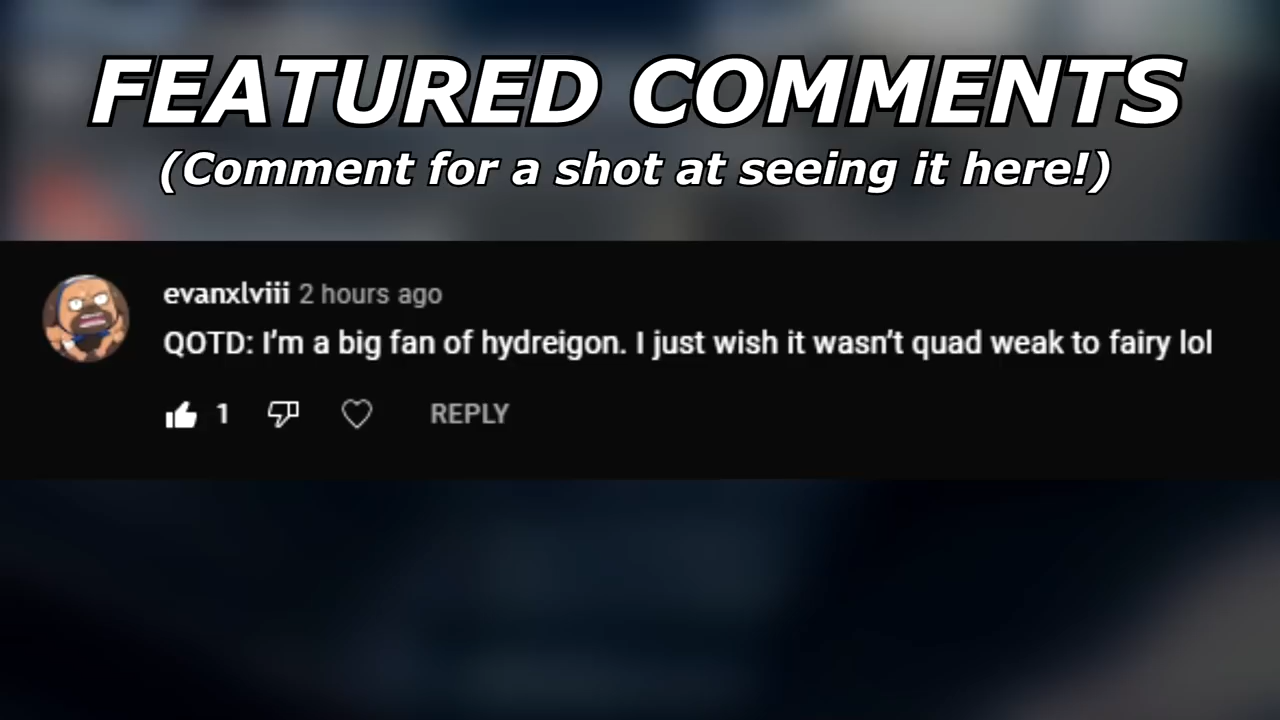 FEATURED COMMENTS
(Comment for a shot at seeing it here!)
evanxlviii 2 hours ago
QOTD: I'm a big fan of hydreigon. I just wish it wasn't quad weak to fairy lol
1 REPLY